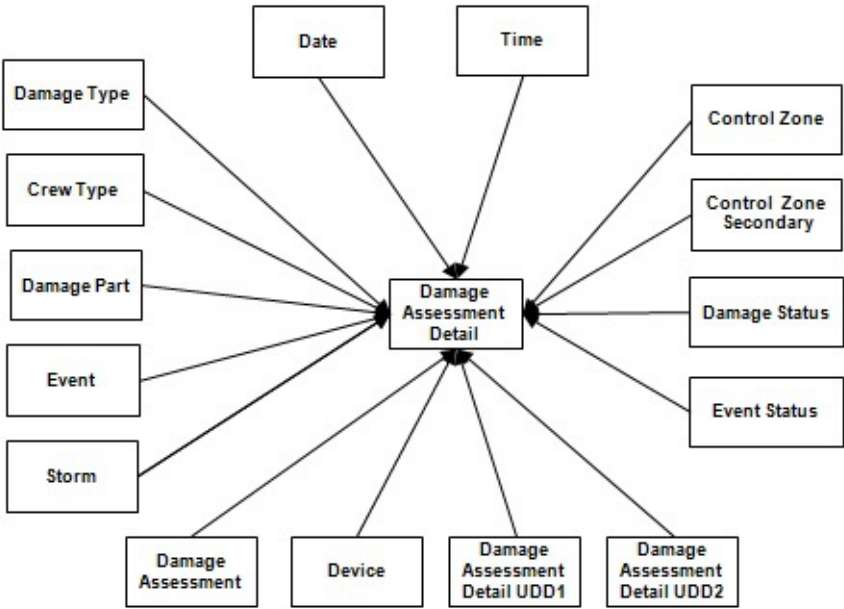 Date
Time
Damage Type
Control Zone
Crew Type
Control Zone
Secondary
Damage Part
Damage
Assessment
Detail
Damage Status
Event
Event Status
Storm
Damage
Assessment
Device
Damage
Assessment
Detail UDD1
Damage
Assessment
Detail UDD2